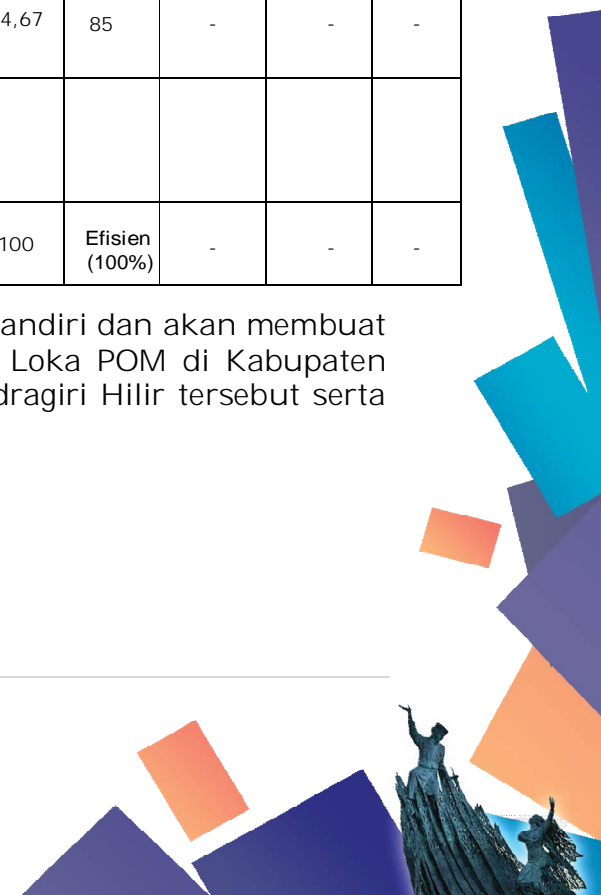 4,67 85 - - -
100 Efisien (100%) - - -
andiri dan akan membuat
Loka POM di Kabupaten
dragiri Hilir tersebut serta